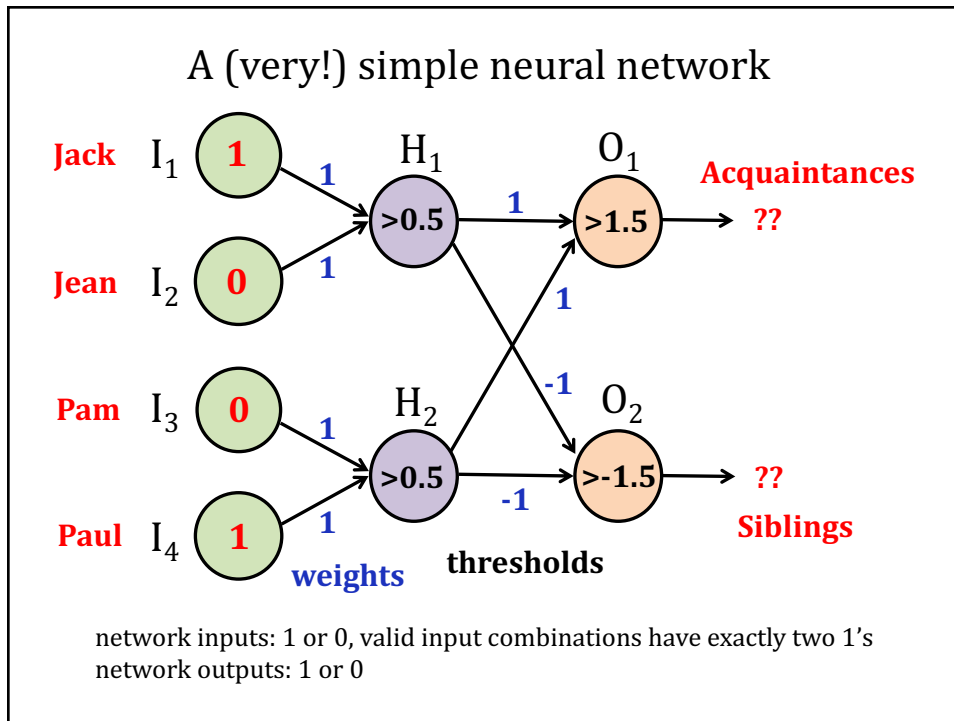 A (very!) simple neural network
Jack I₁ 1
1
H₁
O₁
Acquaintances
>0.5
1
>1.5
??
Jean I₂ 0
1
1
-1
Pam I₃ 0
1
H₂
O₂
>0.5
-1
>-1.5
??
Paul I₄ 1
1
Siblings
weights
thresholds
network inputs: 1 or 0, valid input combinations have exactly two 1's
network outputs: 1 or 0